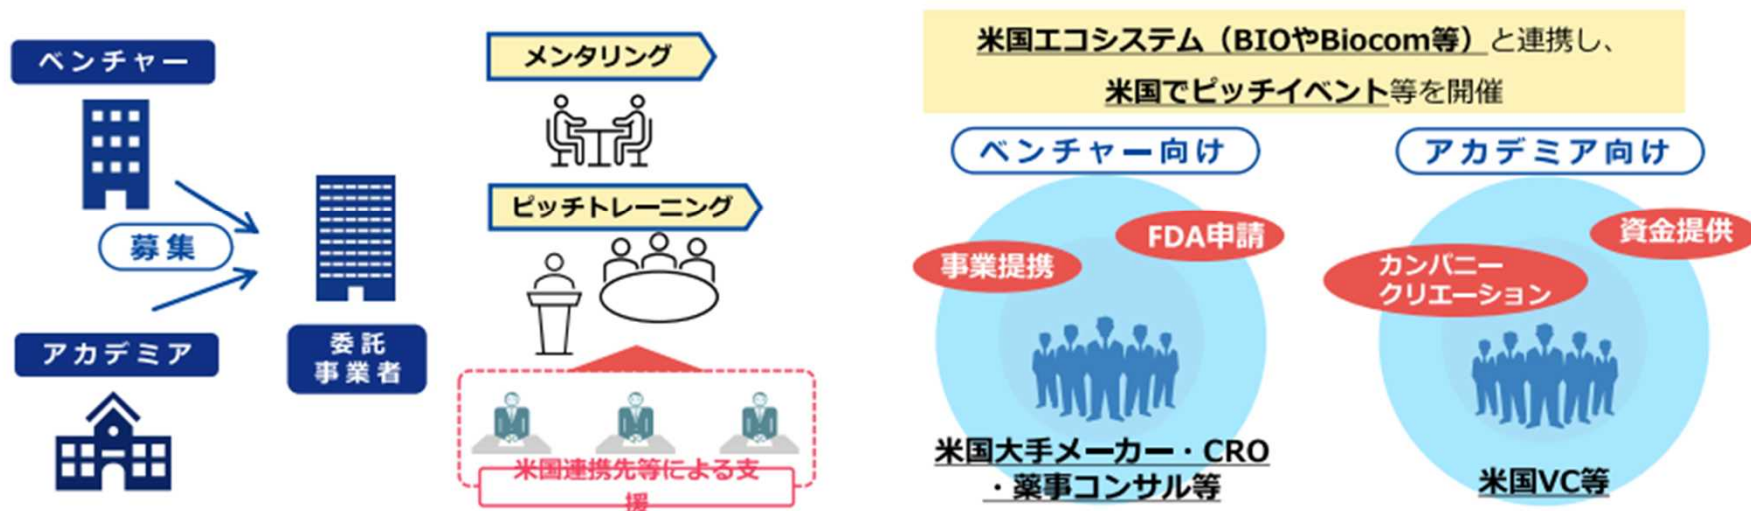 ベンチャー
募集
アカデミア
委託
事業者
メンタリング
ピッチトレーニング
米国連携先等による支
援
米国エコシステム（BIOやBiocom等）と連携し、
米国でピッチイベント等を開催
ベンチャー向け
FDA申請
事業提携
米国大手メーカー・CRO
・薬事コンサル等
アカデミア向け
資金提供
カンパニー
クリエーション
米国VC等